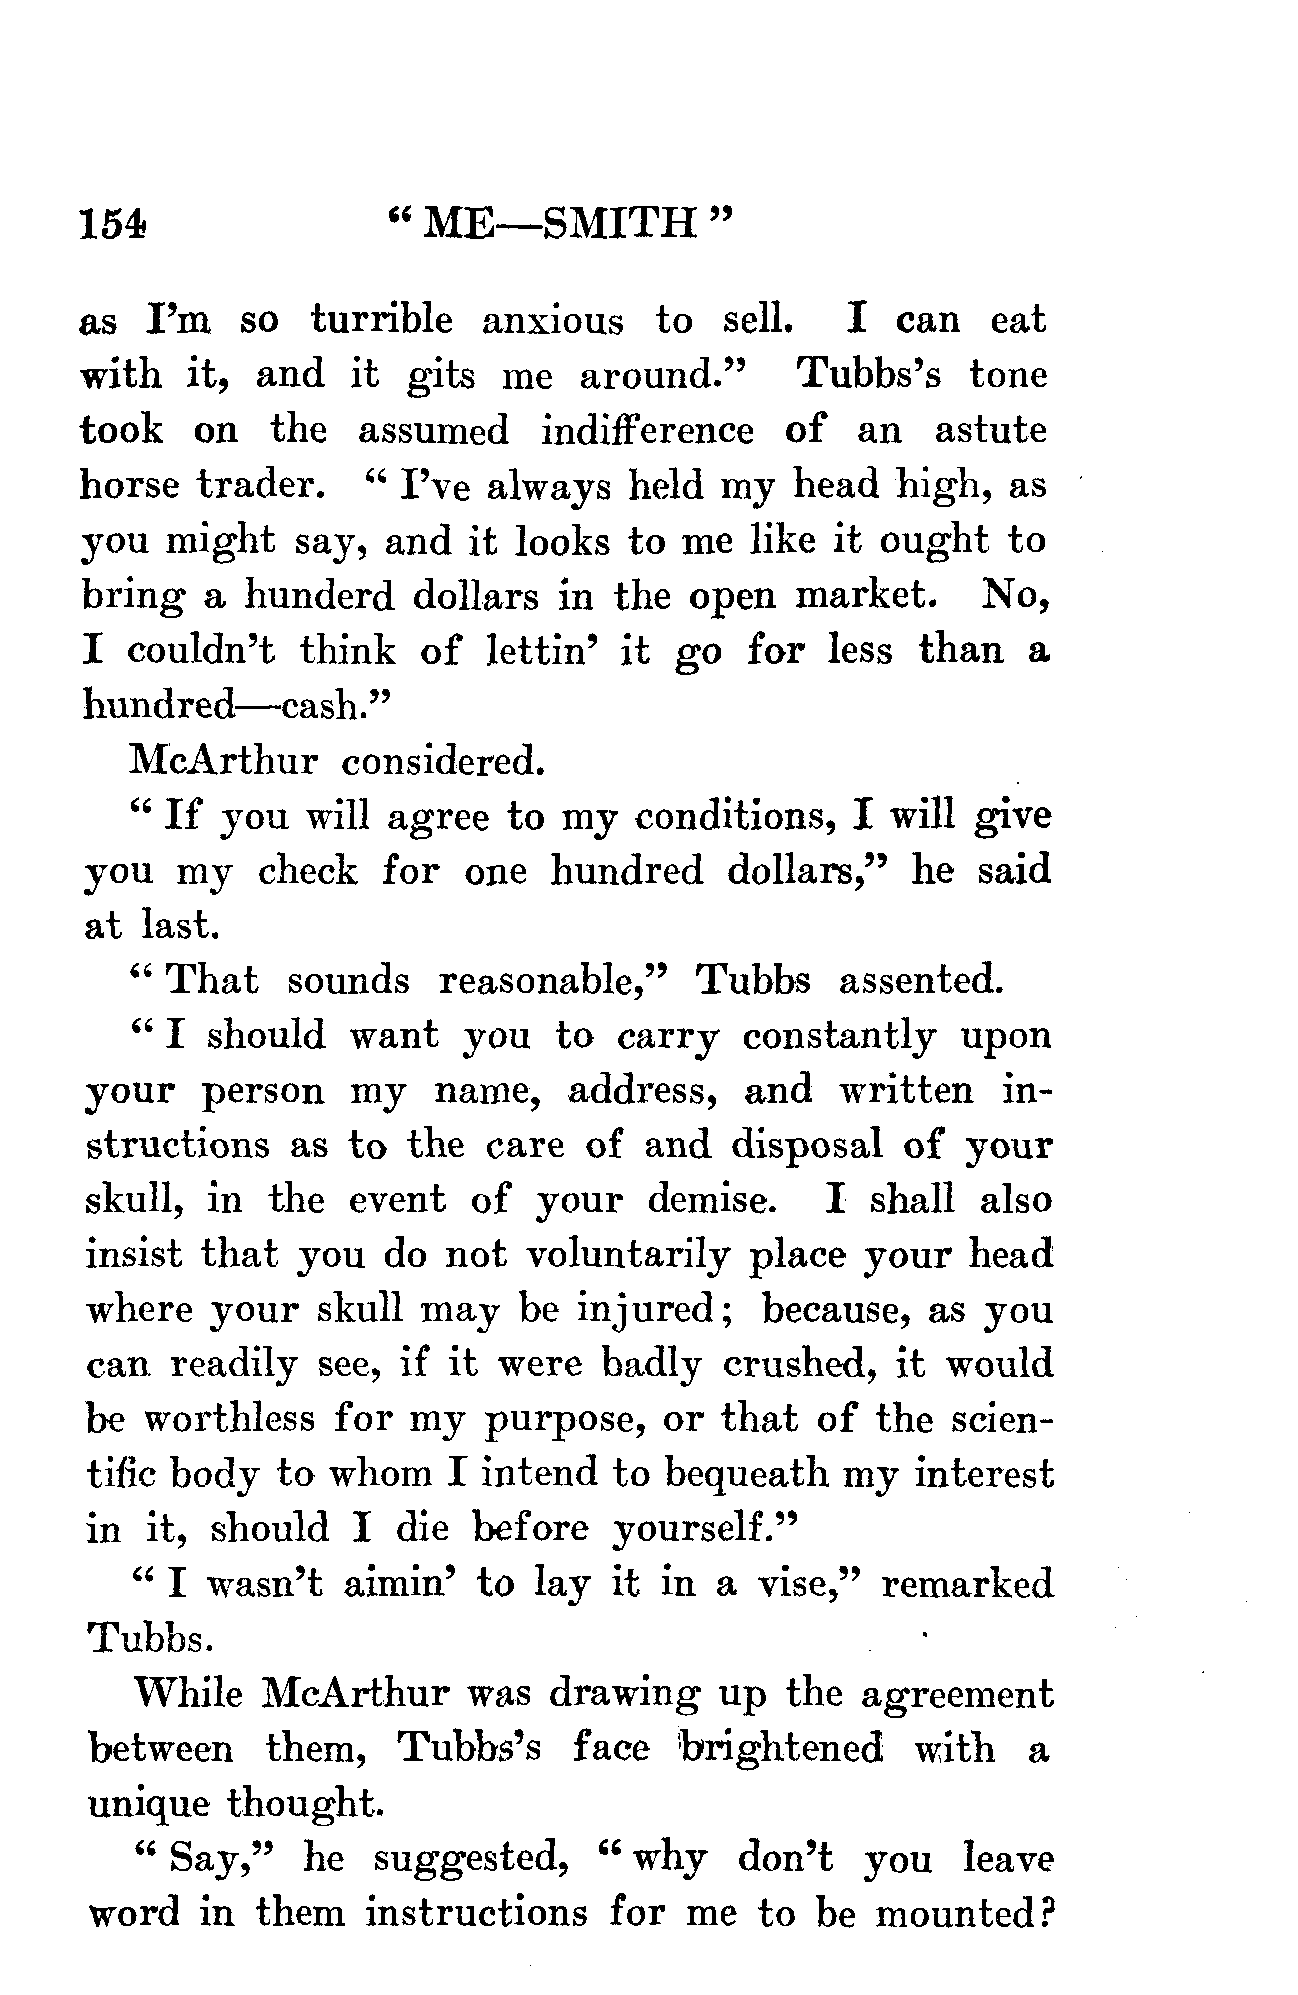 154 “ ME—SMITH ”
as I’m so turrible anxious to sell. I can eat
with it, and it gits me around.” Tubbs’s tone
took on the assumed indifference of an astute
horse trader. “ I’ve always held my head high, as
you might say, and it looks to me like it ought to
bring a hunderd dollars in the open market. No,
I couldn’t think of lettin’ it go for less than a
hundred—cash.”
McArthur considered.
“ If you will agree to my conditions, I will give
you my check for one hundred dollars,” he said
at last.
“ That sounds reasonable,” Tubbs assented.
“ I should want you to carry constantly upon
your person my name, address, and written in-
structions as to the care of and disposal of your
skull, in the event of your demise. I shall also
insist that you do not voluntarily place your head
where your skull may be injured; because, as you
can readily see, if it were badly crushed, it would
be worthless for my purpose, or that of the scien-
tific body to whom I intend to bequeath my interest
in it, should I die before yourself.”
“ I wasn’t aimin’ to lay it in a vise,” remarked
Tubbs.
While McArthur was drawing up the agreement
between them, Tubbs’s face brightened with a
unique thought.
“ Say,” he suggested, “ why don’t you leave
word in them instructions for me to be mounted?